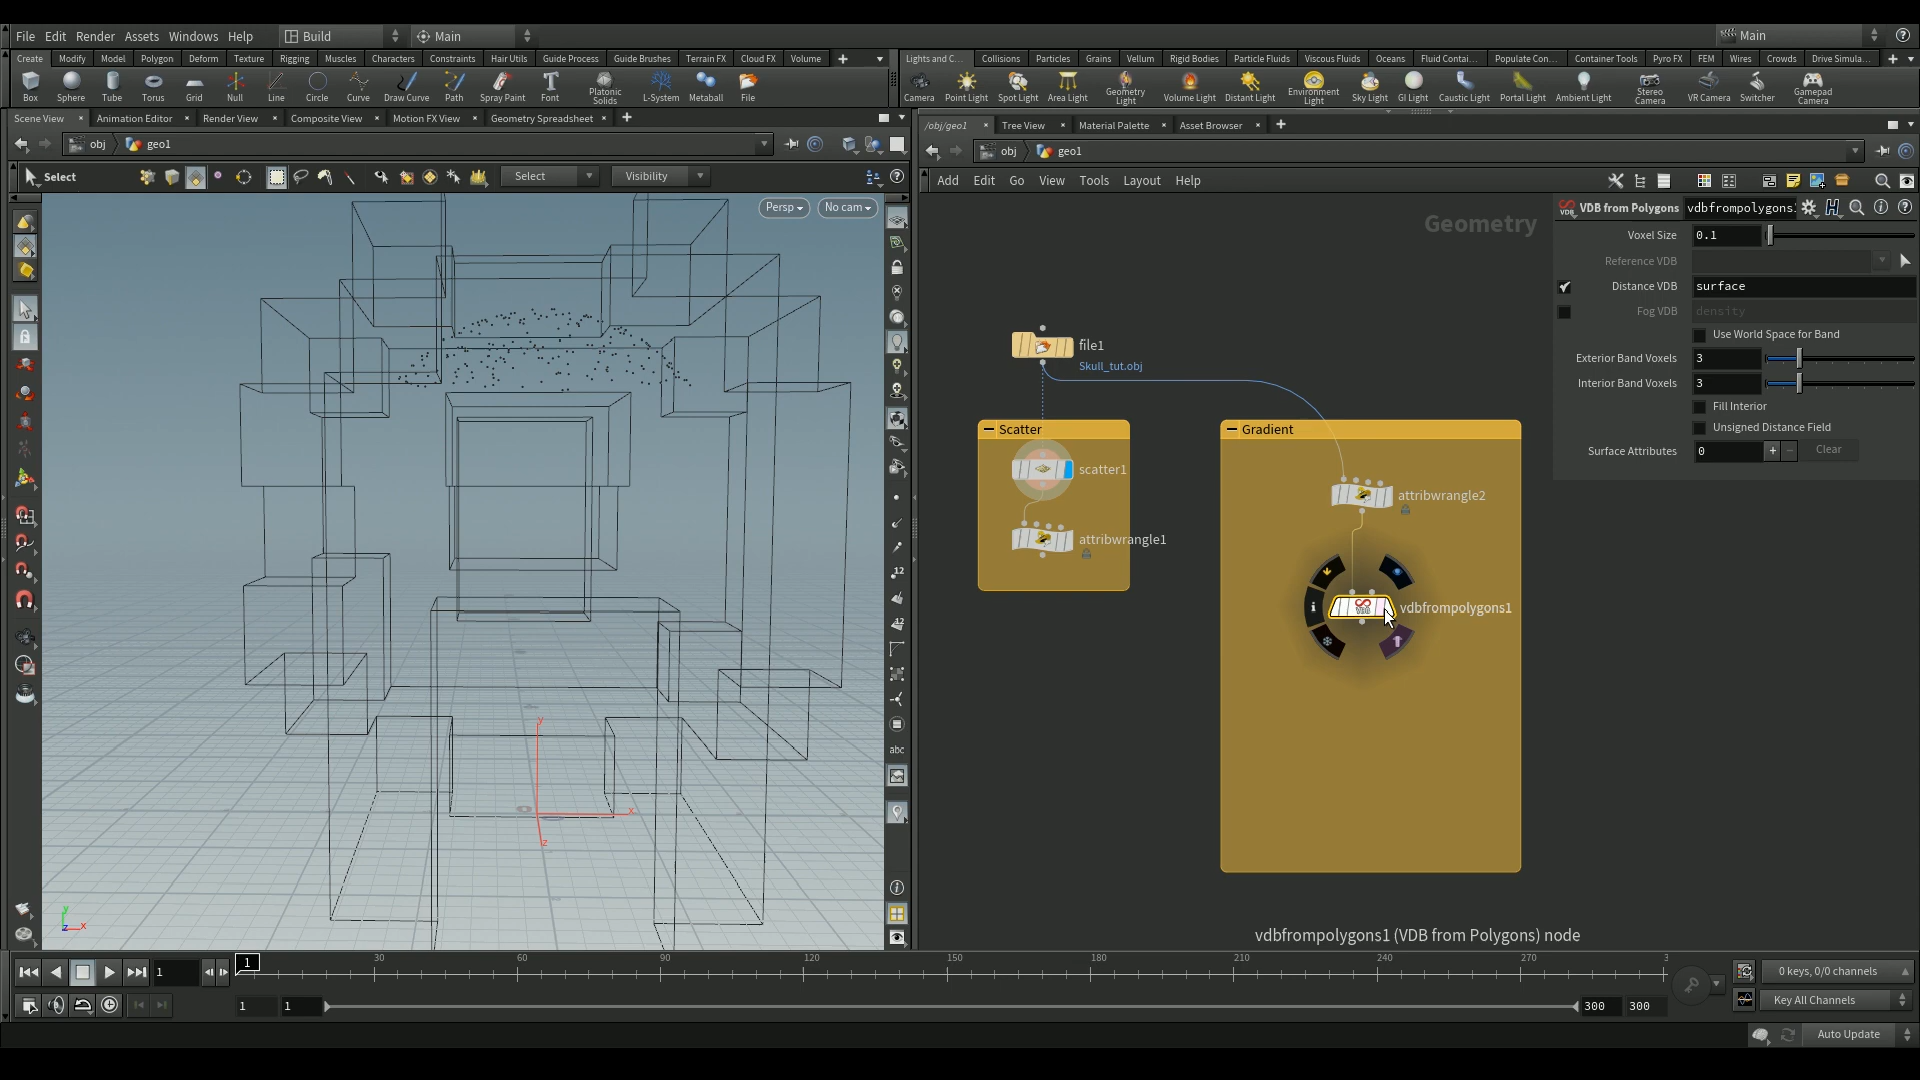 File Edit Render Assets Windows Help Build Main Main
Create Modify Model Polygon Deform Texture Rigging Muscles Characters Constraints Hair Utils Guide Process Guide Brushes Terrain FX Cloud FX Volume
Lights and C... Collisions Particles Grains Vellum Rigid Bodies Particle Fluids Viscous Fluids Oceans Fluid Contai... Populate Con... Container Tools Pyro FX FEM Wires Crowds Drive Simula...
Box Sphere Tube Torus Grid Null Line Circle Curve Draw Curve Path Spray Paint Font Platonic Solids L-System Metaball File
Camera Point Light Spot Light Area Light Geometry Light Volume Light Distant Light Environment Light Sky Light GI Light Caustic Light Portal Light Ambient Light Stereo Camera VR Camera Switcher Gamepad Camera
Scene View Animation Editor Render View Composite View Motion FX View Geometry Spreadsheet
/obj/geo1 Tree View Material Palette Asset Browser
obj geo1
obj geo1
Select Select Visibility
Add Edit Go View Tools Layout Help
Persp No cam
Geometry
VDB from Polygons vdbfrompolygons
Voxel Size 0.1
Reference VDB
Distance VDB surface
Fog VDB density
Use World Space for Band
Exterior Band Voxels 3
Interior Band Voxels 3
Fill Interior
Unsigned Distance Field
Surface Attributes 0 + − Clear
file1
Skull_tut.obj
Scatter
scatter1
attribwrangle1
Gradient
attribwrangle2
VDB
vdbfrompolygons1
12
12
abc
y
x
z
y
z x
vdbfrompolygons1 (VDB from Polygons) node
1 1 30 60 90 120 150 180 210 240 270 3
0 keys, 0/0 channels
1 1 300 300
Key All Channels
Auto Update